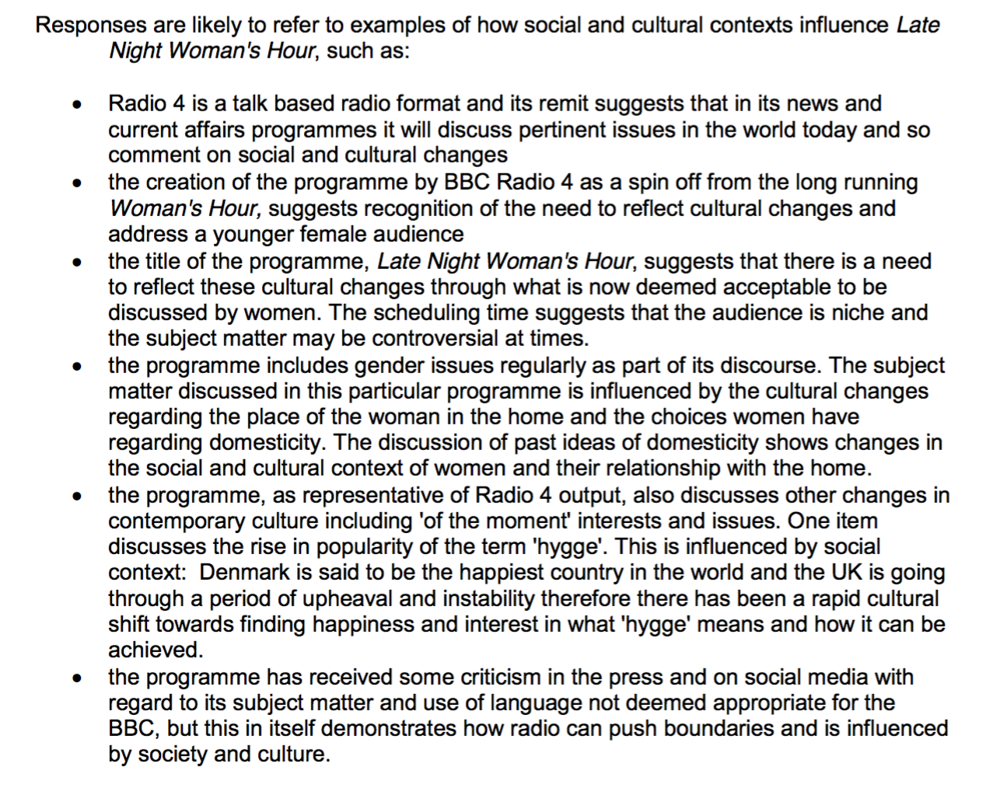 Responses are likely to refer to examples of how social and cultural contexts influence Late
Night Woman's Hour, such as:
• Radio 4 is a talk based radio format and its remit suggests that in its news and
current affairs programmes it will discuss pertinent issues in the world today and so
comment on social and cultural changes
• the creation of the programme by BBC Radio 4 as a spin off from the long running
Woman's Hour, suggests recognition of the need to reflect cultural changes and
address a younger female audience
• the title of the programme, Late Night Woman's Hour, suggests that there is a need
to reflect these cultural changes through what is now deemed acceptable to be
discussed by women. The scheduling time suggests that the audience is niche and
the subject matter may be controversial at times.
• the programme includes gender issues regularly as part of its discourse. The subject
matter discussed in this particular programme is influenced by the cultural changes
regarding the place of the woman in the home and the choices women have
regarding domesticity. The discussion of past ideas of domesticity shows changes in
the social and cultural context of women and their relationship with the home.
• the programme, as representative of Radio 4 output, also discusses other changes in
contemporary culture including 'of the moment' interests and issues. One item
discusses the rise in popularity of the term 'hygge'. This is influenced by social
context:  Denmark is said to be the happiest country in the world and the UK is going
through a period of upheaval and instability therefore there has been a rapid cultural
shift towards finding happiness and interest in what 'hygge' means and how it can be
achieved.
• the programme has received some criticism in the press and on social media with
regard to its subject matter and use of language not deemed appropriate for the
BBC, but this in itself demonstrates how radio can push boundaries and is influenced
by society and culture.